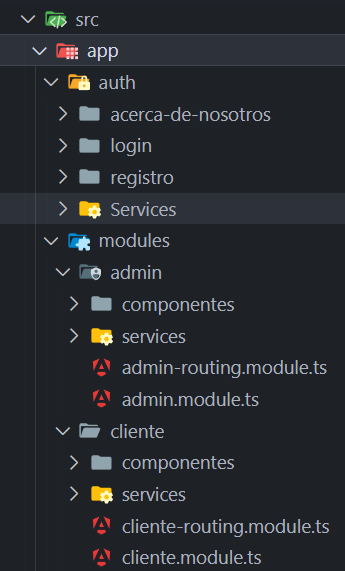 src
app
auth
acerca-de-nosotros
login
registro
Services
modules
admin
componentes
services
admin-routing.module.ts
admin.module.ts
cliente
componentes
services
cliente-routing.module.ts
cliente.module.ts